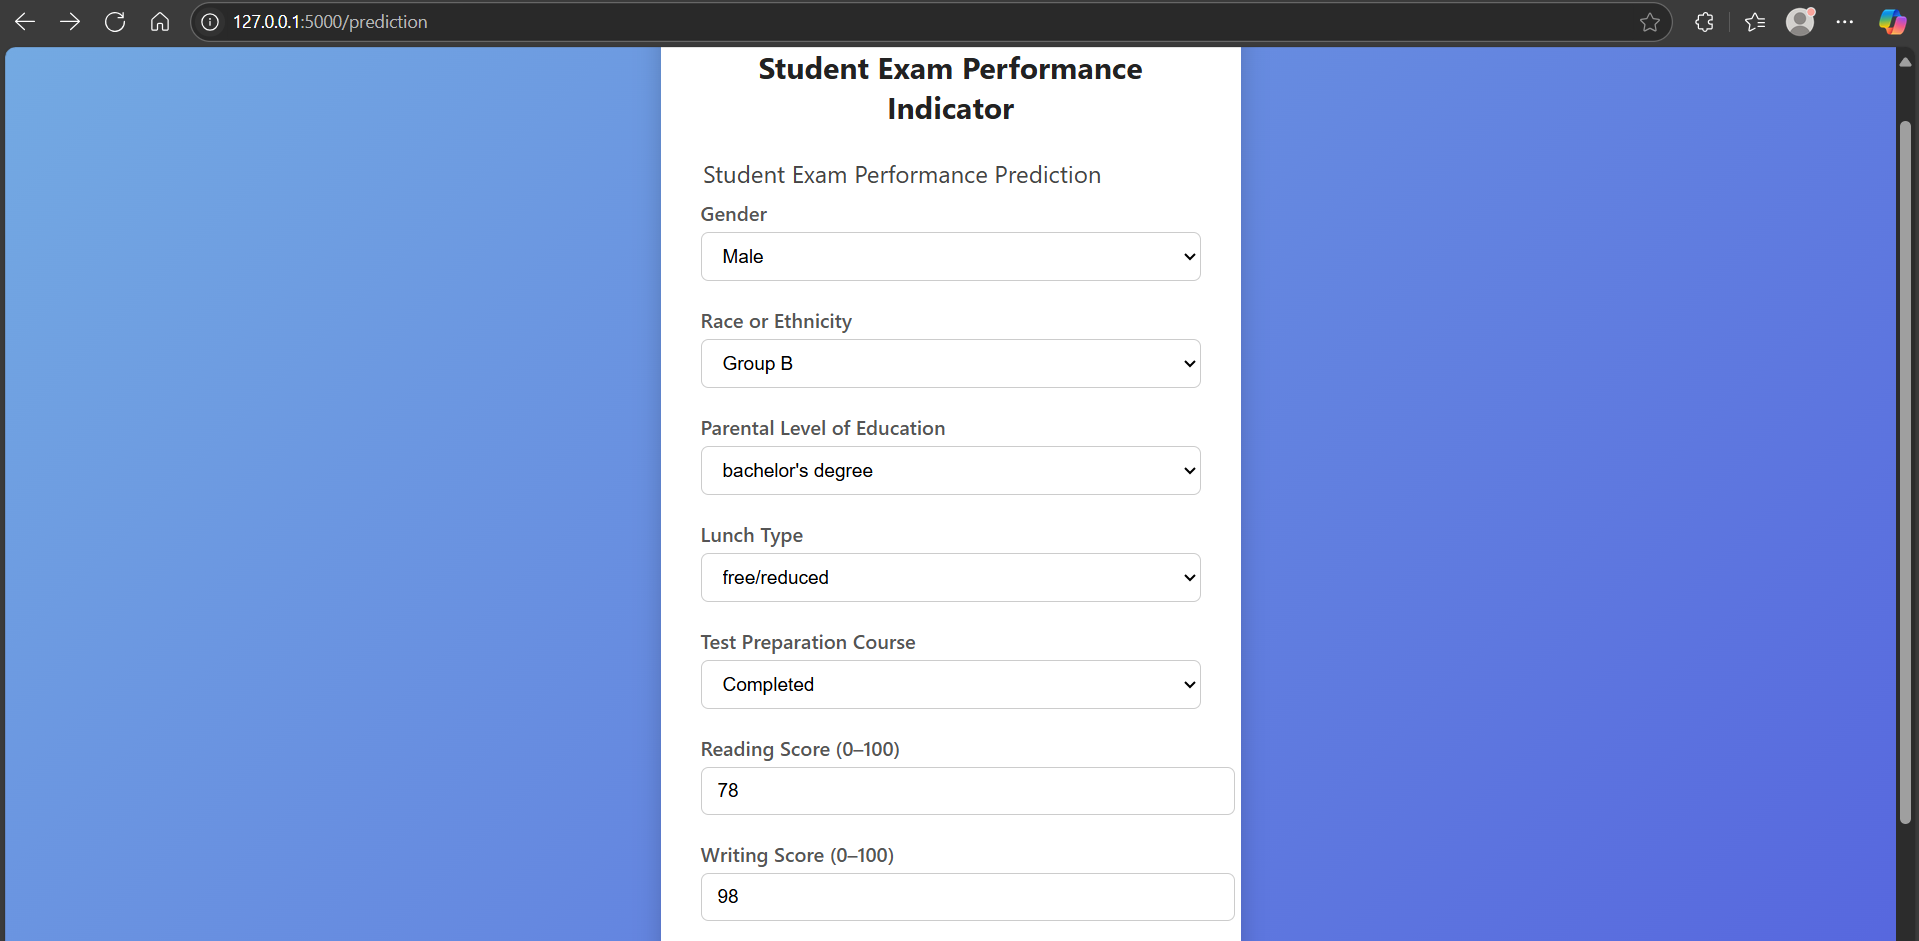 127.0.0.1:5000/prediction
Student Exam Performance
Indicator
Student Exam Performance Prediction
Gender
Male
Race or Ethnicity
Group B
Parental Level of Education
bachelor's degree
Lunch Type
free/reduced
Test Preparation Course
Completed
Reading Score (0–100)
78
Writing Score (0–100)
98